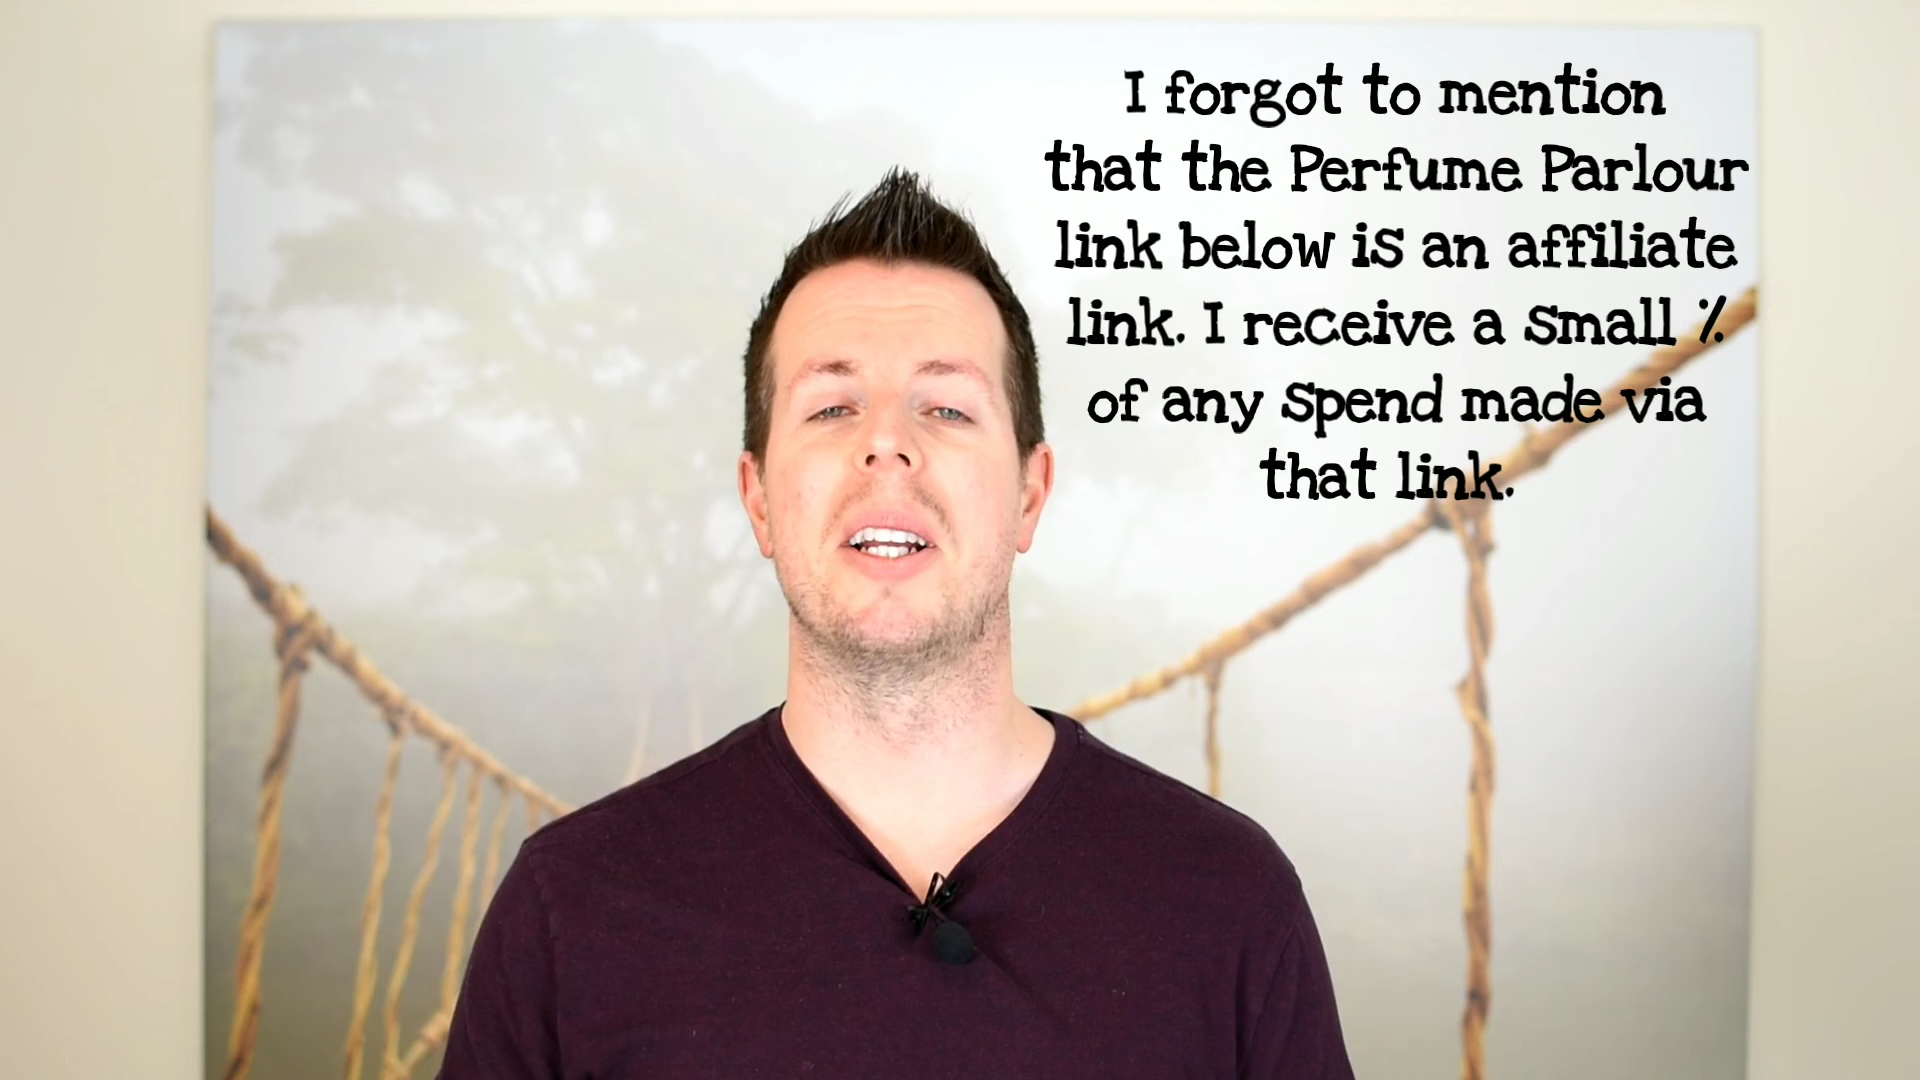 I forgot to mention
that the Perfume Parlour
link below is an affiliate
link. I receive a small %
of any spend made via
that link.